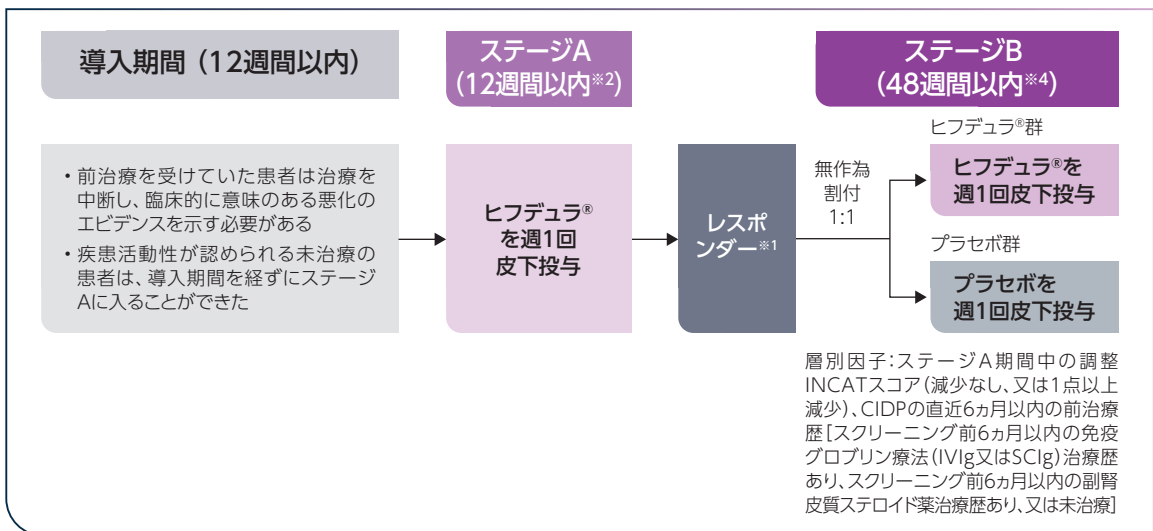 導入期間（12週間以内）
ステージA
（12週間以内※2）
ステージB
（48週間以内※4）
・前治療を受けていた患者は治療を
中断し、臨床的に意味のある悪化の
エビデンスを示す必要がある
・疾患活動性が認められる未治療の
患者は、導入期間を経ずにステージ
Aに入ることができた
ヒフデュラ®
を週1回
皮下投与
レスポ
ンダー※1
無作為
割付
1:1
ヒフデュラ®群
ヒフデュラ®を
週1回皮下投与
プラセボ群
プラセボを
週1回皮下投与
層別因子：ステージA期間中の調整
INCATスコア（減少なし、又は1点以上
減少）、CIDPの直近6ヵ月以内の前治療
歴［スクリーニング前6ヵ月以内の免疫
グロブリン療法（IVIg又はSCIg）治療歴
あり、スクリーニング前6ヵ月以内の副腎
皮質ステロイド薬治療歴あり、又は未治療］